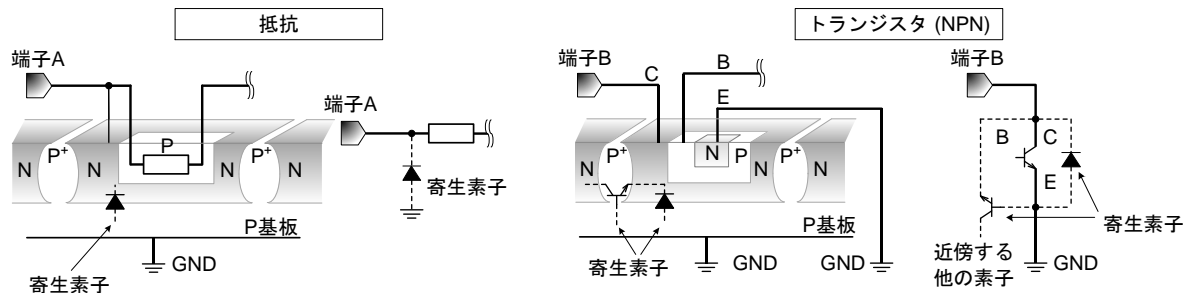 抵抗
トランジスタ (NPN)
端子A
端子A
N
P+
N
P
N
P+
N
寄生素子
P基板
寄生素子
GND
端子B
C
B
E
N
P+
N
N
P
N
P+
N
P基板
寄生素子
GND
GND
端子B
B
C
E
寄生素子
近傍する
他の素子
GND